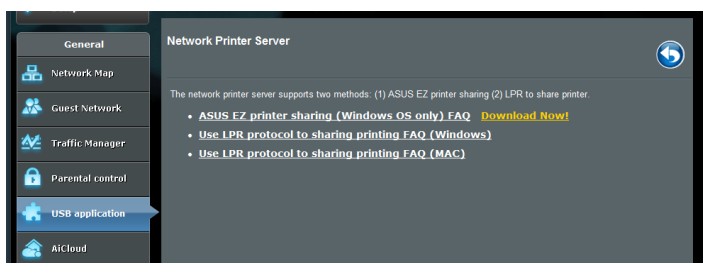 General
Network Map
Guest Network
Traffic Manager
Parental control
USB application
AiCloud
Network Printer Server
The network printer server supports two methods: (1) ASUS EZ printer sharing (2) LPR to share printer.
ASUS EZ printer sharing (Windows OS only) FAQ Download Now!
Use LPR protocol to sharing printing FAQ (Windows)
Use LPR protocol to sharing printing FAQ (MAC)